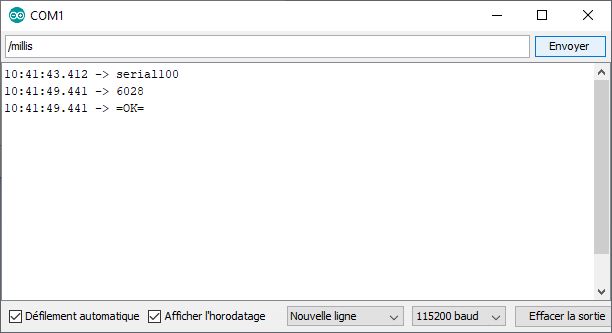 COM1
/millis
Envoyer
10:41:43.412 -> serial100
10:41:49.441 -> 6028
10:41:49.441 -> =OK=
Défilement automatique
Afficher l'horodatage
Nouvelle ligne
115200 baud
Effacer la sortie